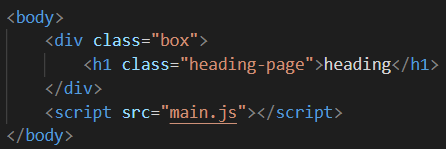 <body>
    <div class="box">
        <h1 class="heading-page">heading</h1>
    </div>
    <script src="main.js"></script>
</body>